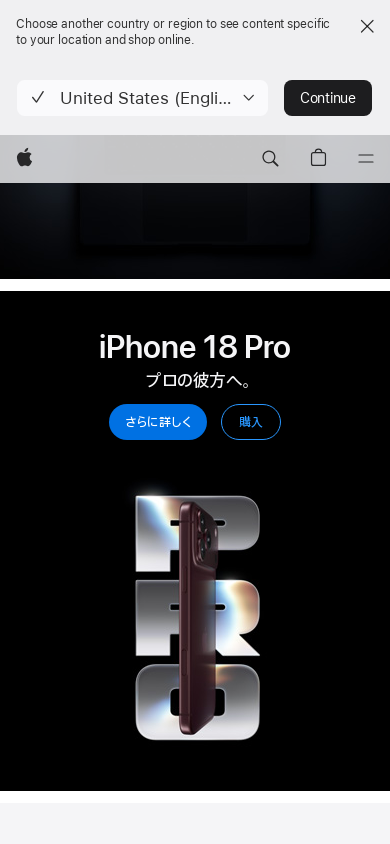 Choose another country or region to see content specific
to your location and shop online.
United States (Engli...
Continue
iPhone 18 Pro
プロの彼方へ。
さらに詳しく
購入
P
R
O